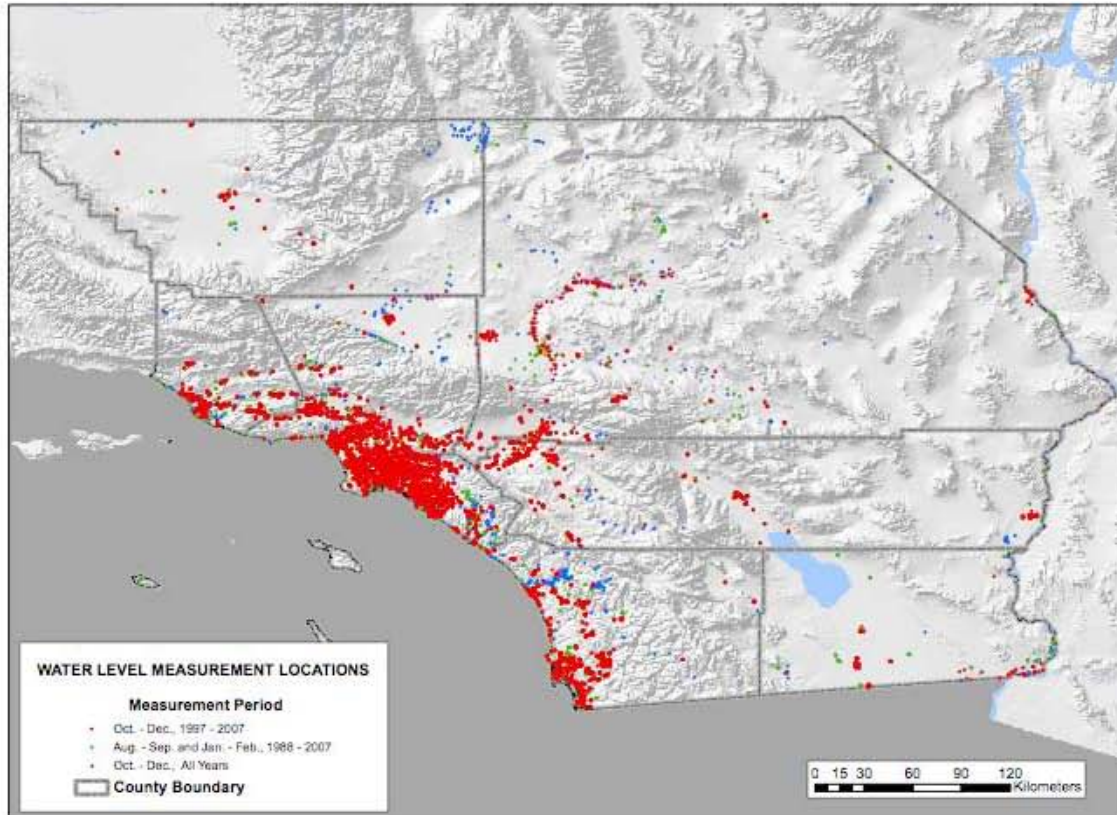 WATER LEVEL MEASUREMENT LOCATIONS
Measurement Period
Oct. - Dec., 1997 - 2007
Aug. - Sep. and Jan. - Feb., 1988 - 2007
Oct. - Dec., All Years
County Boundary
0 15 30 60 90 120
Kilometers